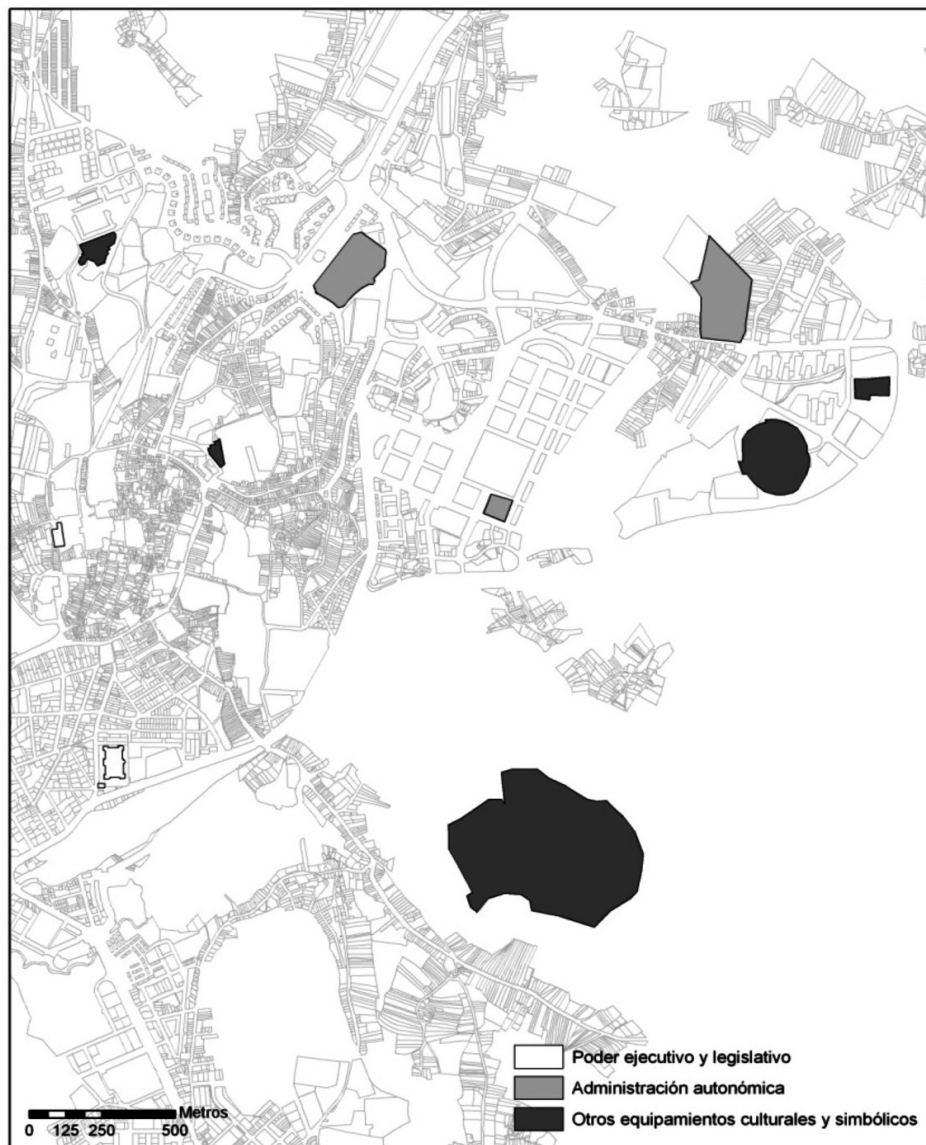 Poder ejecutivo y legislativo
Administración autonómica
Otros equipamientos culturales y simbólicos
Metros
0 125 250 500